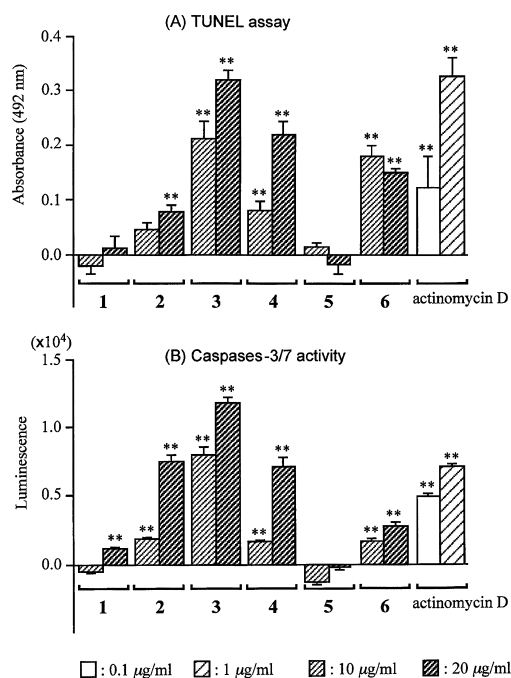 (A) TUNEL assay
Absorbance (492 nm)
0.4
0.3
0.2
0.1
0.0
** ** ** ** ** ** ** ** **
1 2 3 4 5 6 actinomycin D
(B) Caspases-3/7 activity
(x10⁴)
Luminescence
1.5
1.0
0.5
0.0
** ** ** ** ** ** ** ** ** ** **
1 2 3 4 5 6 actinomycin D
: 0.1 µg/ml : 1 µg/ml : 10 µg/ml : 20 µg/ml